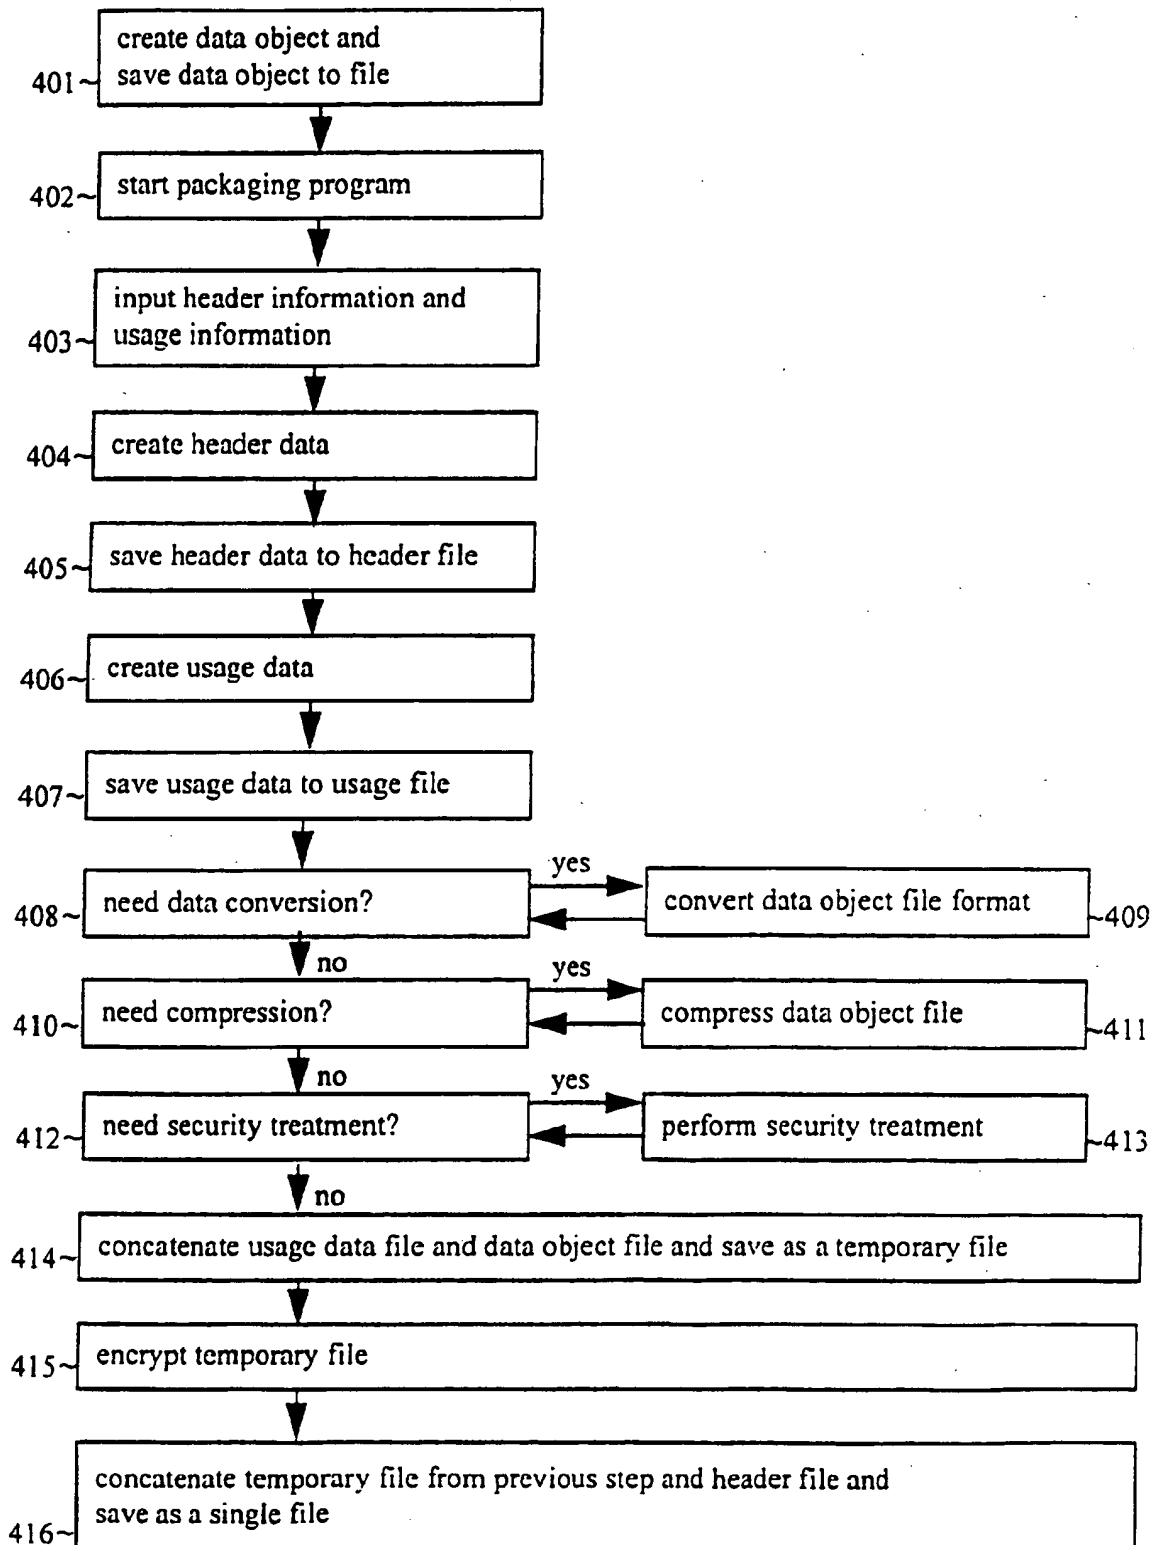 create data object and
save data object to file
401~
start packaging program
402~
input header information and
usage information
403~
create header data
404~
save header data to header file
405~
create usage data
406~
save usage data to usage file
407~
yes
need data conversion?
convert data object file format
408~
~409
no
yes
need compression?
compress data object file
410~
~411
no
yes
need security treatment?
perform security treatment
412~
~413
no
concatenate usage data file and data object file and save as a temporary file
414~
encrypt temporary file
415~
concatenate temporary file from previous step and header file and
save as a single file
416~